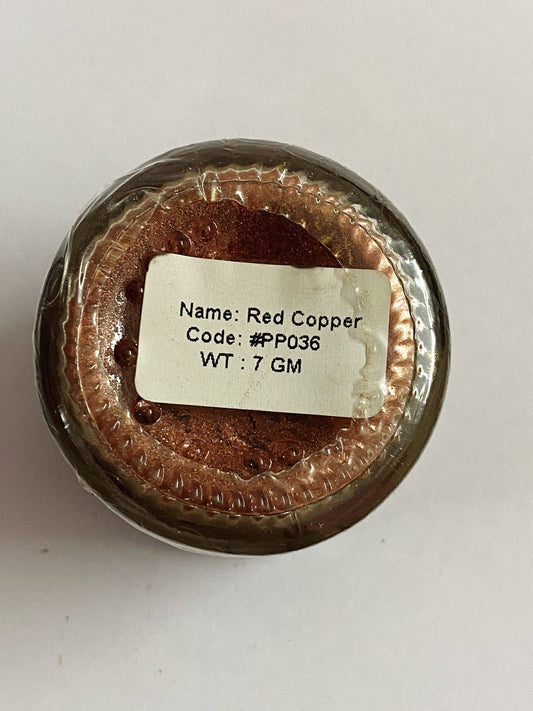 Name: Red Copper
Code: #PP036
WT : 7 GM